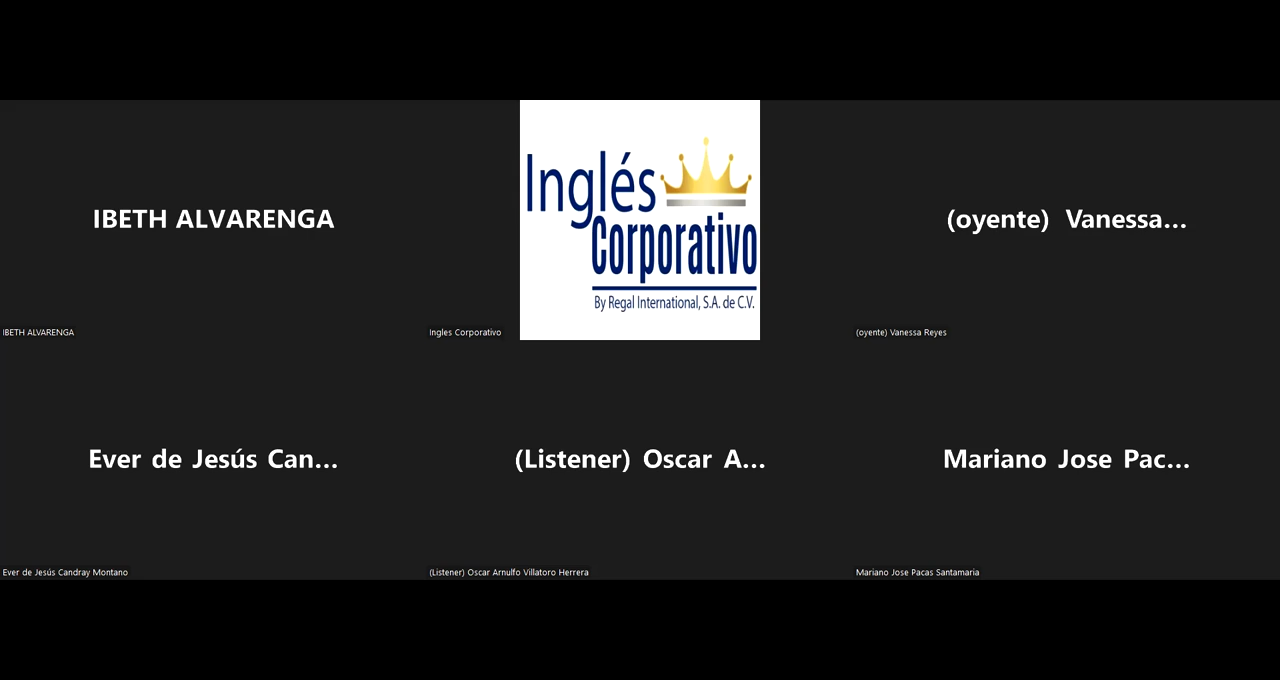 IBETH ALVARENGA
IBETH ALVARENGA
Inglés
Corporativo
By Regal International, S.A. de C.V.
Ingles Corporativo
(oyente) Vanessa...
(oyente) Vanessa Reyes
Ever de Jesús Can...
Ever de Jesús Candray Montano
(Listener) Oscar A...
(Listener) Oscar Arnulfo Villatoro Herrera
Mariano Jose Pac...
Mariano Jose Pacas Santamaria